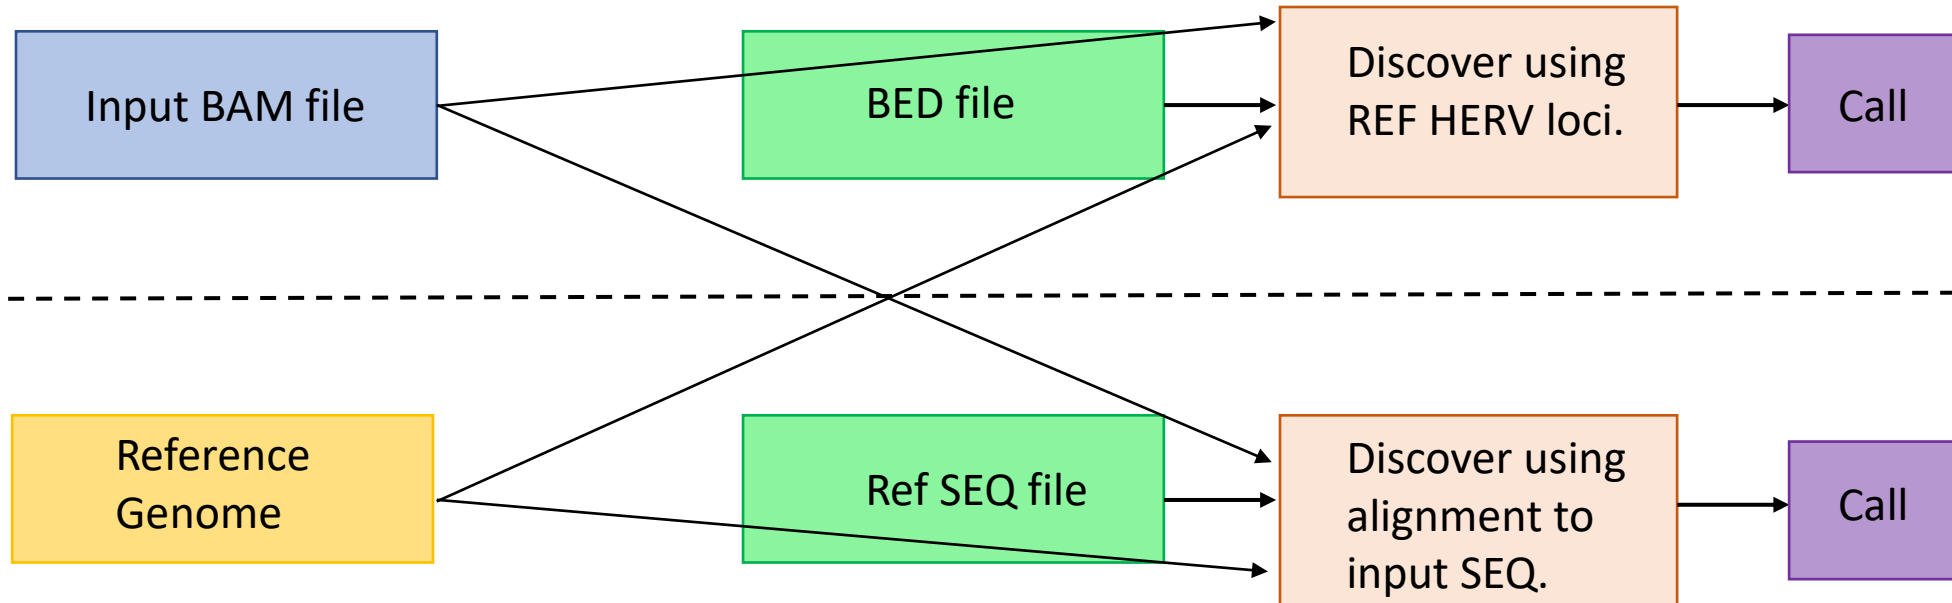 Input BAM file
BED file
Discover using
REF HERV loci.
Call
Reference
Genome
Ref SEQ file
Discover using
alignment to
input SEQ.
Call